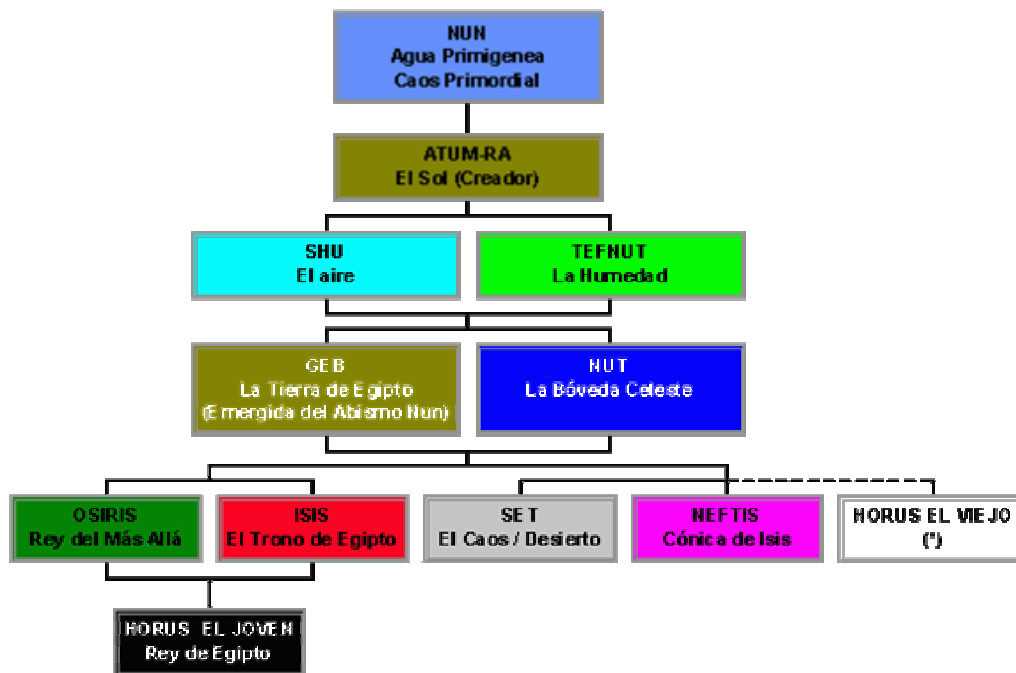 NUN
Agua Primigenea
Caos Primordial
ATUM-RA
El Sol (Creador)
SHU
El aire
TEFNUT
La Humedad
GEB
La Tierra de Egipto
(Emergida del Abismo Nun)
NUT
La Bóveda Celeste
OSIRIS
Rey del Más Allá
ISIS
El Trono de Egipto
SET
El Caos / Desierto
NEFTIS
Cónica de Isis
HORUS EL VIEJO
(*)
HORUS EL JOVEN
Rey de Egipto